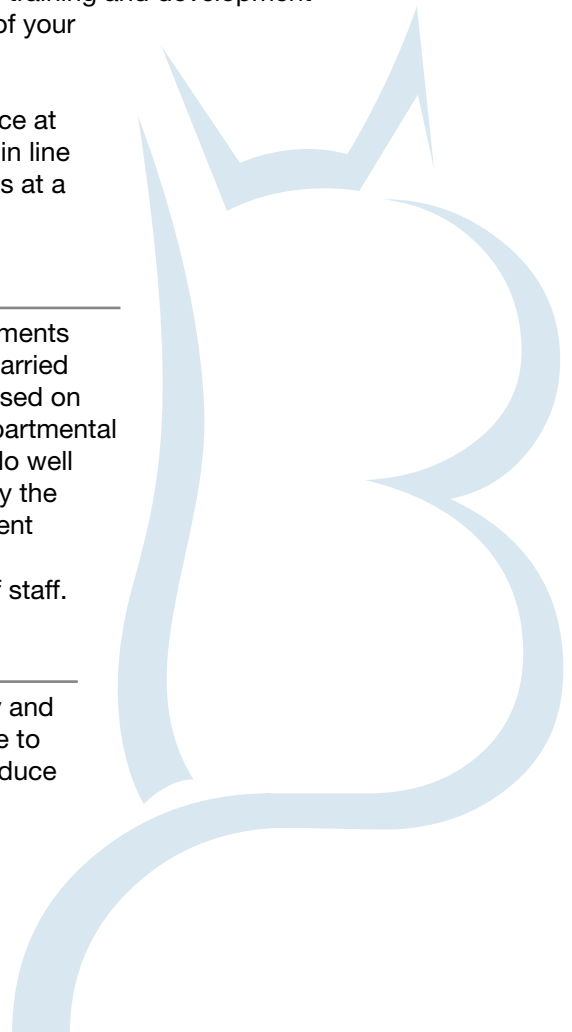 training and development
of your
ce at
in line
s at a
ments
arried
sed on
partmental
lo well
y the
ent
f staff.
y and
e to
duce